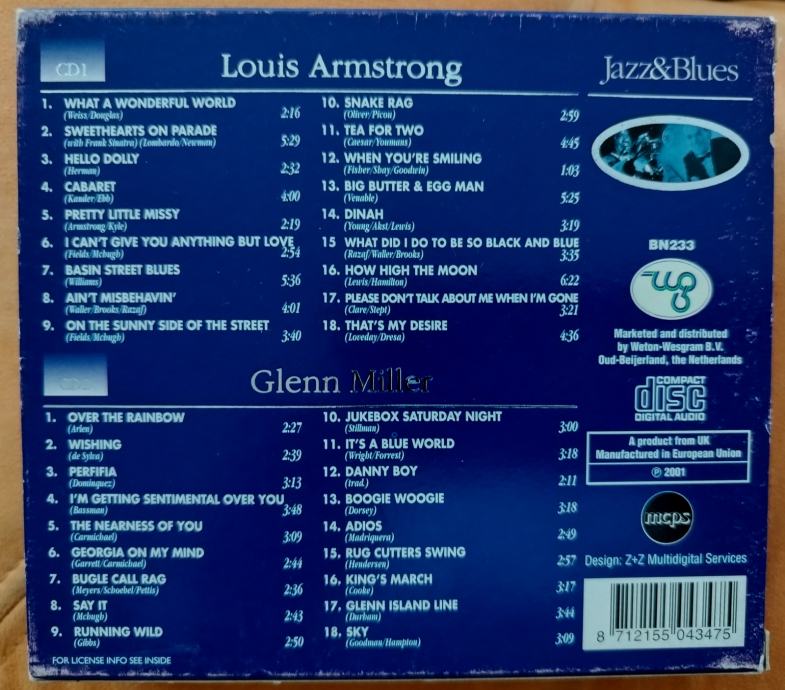 CD1
Louis Armstrong
1. WHAT A WONDERFUL WORLD
(Weiss/Douglas) 2:16
2. SWEETHEARTS ON PARADE
(with Frank Sinatra) (Lombardo/Newman) 5:29
3. HELLO DOLLY
(Herman) 2:32
4. CABARET
(Kander/Ebb) 4:00
5. PRETTY LITTLE MISSY
(Armstrong/Kyle) 2:19
6. I CAN'T GIVE YOU ANYTHING BUT LOVE
(Fields/Mchugh) 2:54
7. BASIN STREET BLUES
(Williams) 5:36
8. AIN'T MISBEHAVIN'
(Waller/Brooks/Razaf) 4:01
9. ON THE SUNNY SIDE OF THE STREET
(Fields/Mchugh) 3:40
10. SNAKE RAG
(Oliver/Picou) 2:59
11. TEA FOR TWO
(Caesar/Youmans) 4:45
12. WHEN YOU'RE SMILING
(Fisher/Shay/Goodwin) 1:03
13. BIG BUTTER & EGG MAN
(Venable) 5:25
14. DINAH
(Young/Akst/Lewis) 3:19
15 WHAT DID I DO TO BE SO BLACK AND BLUE
(Razaf/Waller/Brooks) 3:35
16. HOW HIGH THE MOON
(Lewis/Hamilton) 6:22
17. PLEASE DON'T TALK ABOUT ME WHEN I'M GONE
(Clare/Stept) 3:21
18. THAT'S MY DESIRE
(Loveday/Dresa) 4:36
Glenn Miller
1. OVER THE RAINBOW
(Arlen) 2:27
2. WISHING
(de Sylva) 2:39
3. PERFIFIA
(Dominquez) 3:13
4. I'M GETTING SENTIMENTAL OVER YOU
(Bassman) 3:48
5. THE NEARNESS OF YOU
(Carmichael) 3:09
6. GEORGIA ON MY MIND
(Garrett/Carmichael) 2:44
7. BUGLE CALL RAG
(Meyers/Schoebel/Pettis) 2:36
8. SAY IT
(Mchugh) 2:43
9. RUNNING WILD
(Gibbs) 2:50
10. JUKEBOX SATURDAY NIGHT
(Stillman) 3:00
11. IT'S A BLUE WORLD
(Wright/Forrest) 3:18
12. DANNY BOY
(trad.) 2:11
13. BOOGIE WOOGIE
(Dorsey) 3:18
14. ADIOS
(Madriquera) 2:49
15. RUG CUTTERS SWING
(Hendersen) 2:57
16. KING'S MARCH
(Cooke) 3:17
17. GLENN ISLAND LINE
(Durham) 3:44
18. SKY
(Goodman/Hampton) 3:09
FOR LICENSE INFO SEE INSIDE
Jazz&Blues
BN233
Marketed and distributed
by Weton-Wesgram B.V.
Oud-Beijerland, the Netherlands
COMPACT
disc
DIGITAL AUDIO
A product from UK
Manufactured in European Union
℗ 2001
mcps
Design: Z+Z Multidigital Services
8 712155 043475